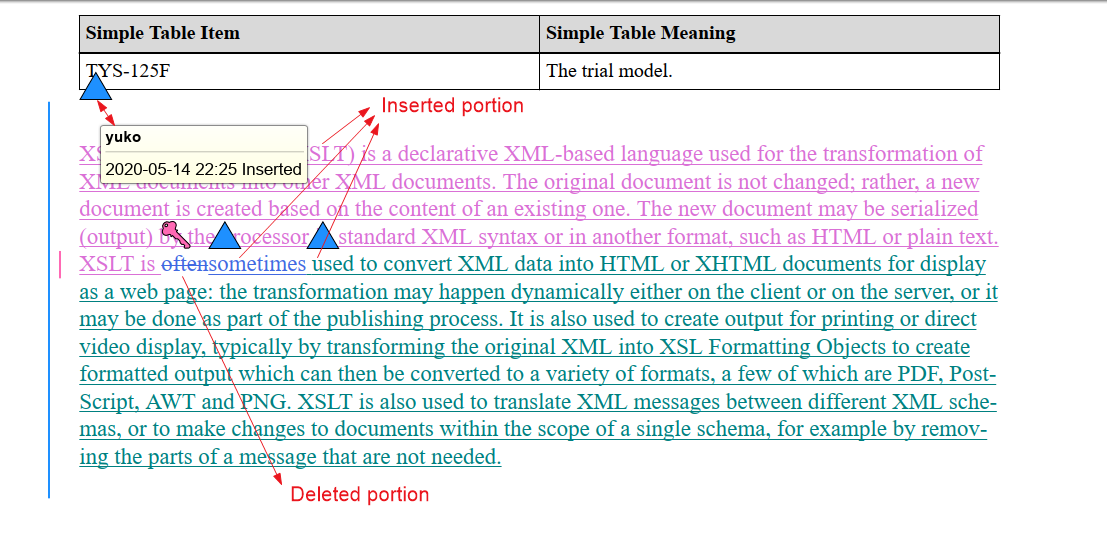 Simple Table Item Simple Table Meaning
TYS-125F The trial model.
Inserted portion
yuko
2020-05-14 22:25 Inserted
SLT) is a declarative XML-based language used for the transformation of
XML documents into other XML documents. The original document is not changed; rather, a new
document is created based on the content of an existing one. The new document may be serialized
(output) by the processor standard XML syntax or in another format, such as HTML or plain text.
XSLT is oftensometimes used to convert XML data into HTML or XHTML documents for display
as a web page: the transformation may happen dynamically either on the client or on the server, or it
may be done as part of the publishing process. It is also used to create output for printing or direct
video display, typically by transforming the original XML into XSL Formatting Objects to create
formatted output which can then be converted to a variety of formats, a few of which are PDF, Post-
Script, AWT and PNG. XSLT is also used to translate XML messages between different XML sche-
mas, or to make changes to documents within the scope of a single schema, for example by remov-
ing the parts of a message that are not needed.
Deleted portion